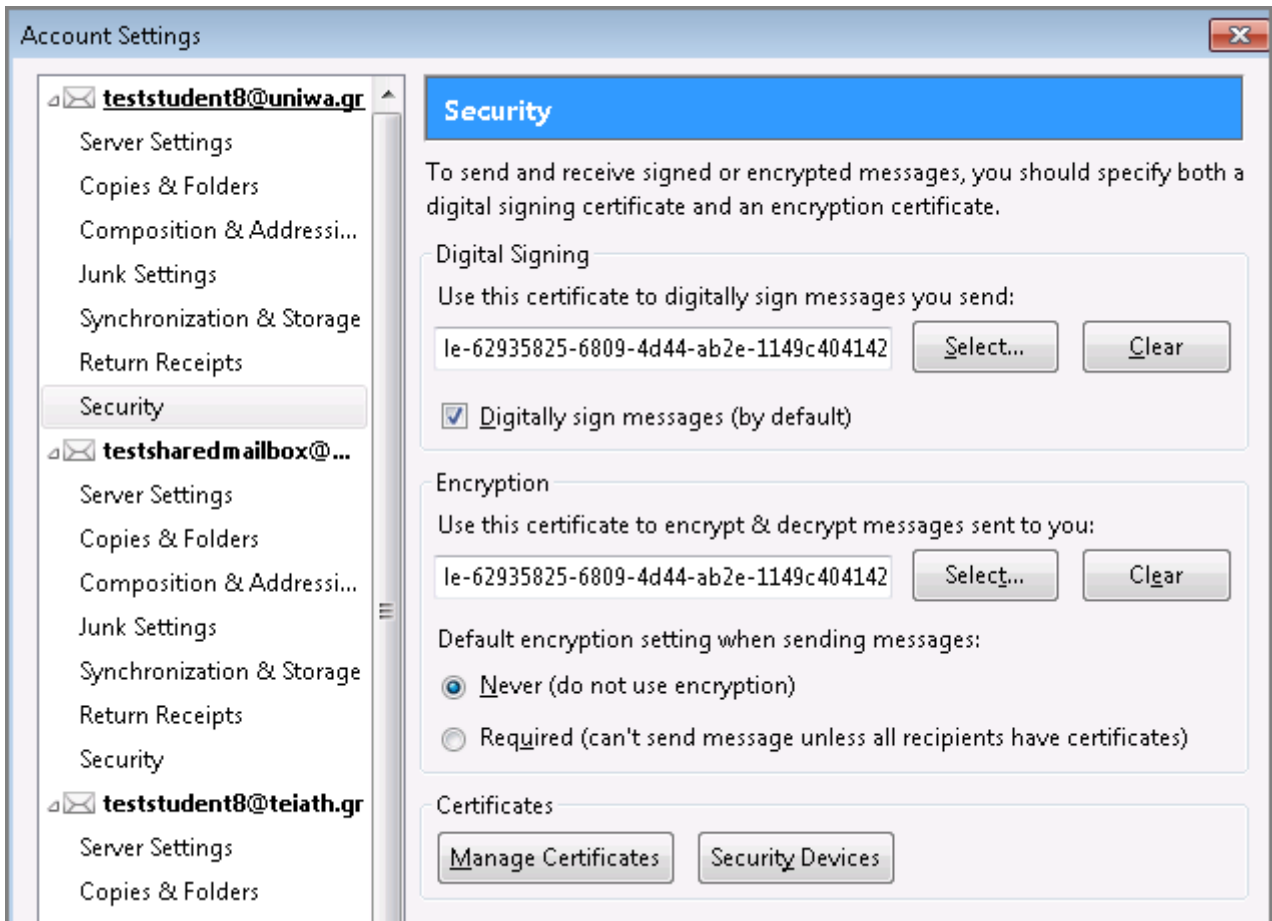 Account Settings
teststudent8@uniwa.gr
Server Settings
Copies & Folders
Composition & Addressi...
Junk Settings
Synchronization & Storage
Return Receipts
Security
testsharedmailbox@...
Server Settings
Copies & Folders
Composition & Addressi...
Junk Settings
Synchronization & Storage
Return Receipts
Security
teststudent8@teiath.gr
Server Settings
Copies & Folders
Security
To send and receive signed or encrypted messages, you should specify both a
digital signing certificate and an encryption certificate.
Digital Signing
Use this certificate to digitally sign messages you send:
le-62935825-6809-4d44-ab2e-1149c404142 Select... Clear
Digitally sign messages (by default)
Encryption
Use this certificate to encrypt & decrypt messages sent to you:
le-62935825-6809-4d44-ab2e-1149c404142 Select... Clear
Default encryption setting when sending messages:
Never (do not use encryption)
Required (can't send message unless all recipients have certificates)
Certificates
Manage Certificates Security Devices